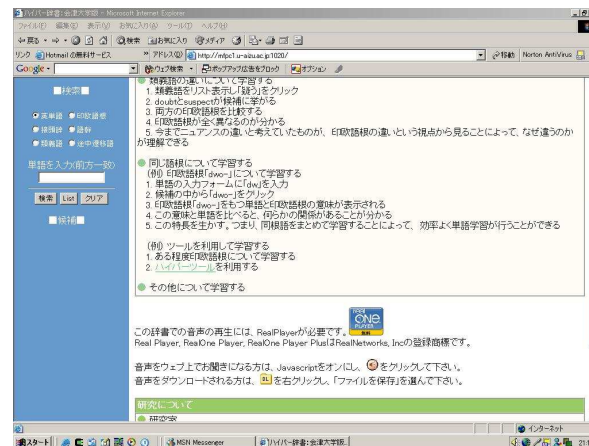 ハイパー辞書：会津大学版 - Microsoft Internet Explorer
ファイル(F) 編集(E) 表示(V) お気に入り(A) ツール(T) ヘルプ(H)
戻る 検索 お気に入り メディア
リンク Hotmail の無料サービス アドレス(D) http://mfpc1.u-aizu.ac.jp:1020/ 移動 Norton AntiVirus
Google ウェブ検索 ポップアップ広告をブロック オプション
■検索■
英単語 印欧語根
接頭辞 語幹
類義語 途中遷移語
単語を入力(前方一致)
検索 List クリア
■候補■
類義語の違いについて学習する
1. 類義語をリスト表示し「疑う」をクリック
2. doubtとsuspectが候補に挙がる
3. 両方の印欧語根を比較する
4. 印欧語根が全く異なるのが分かる
5. 今までニュアンスの違いと考えていたものが、印欧語根の違いという視点から見ることによって、なぜ違うのか
が理解できる
同じ語根について学習する
(例) 印欧語根「dwo-」について学習する
1. 単語の入力フォームに「dw」を入力
2. 候補の中から「dwo-」をクリック
3. 印欧語根「dwo-」をもつ単語と印欧語根の意味が表示される
4. この意味と単語を比べると、何らかの関係があることが分かる
5. この特長を生かす。つまり、同根語をまとめて学習することによって、効率よく単語学習が行うことができる
(例) ツールを利用して学習する
1. ある程度印欧語根について学習する
2. ハイパーツールを利用する
その他について学習する
real ONE PLAYER
この辞書での音声の再生には、RealPlayerが必要です。
Real Player, RealOne Player, RealOne Player PlusはRealNetworks, Incの登録商標です。
音声をウェブ上でお聞きになる方は、Javascriptをオンにし、 をクリックして下さい。
音声をダウンロードされる方は、 DL を右クリックし、「ファイルを保存」を選んで下さい。
研究について
研究室
インターネット
スタート MSN Messenger ハイパー辞書：会津大学版...